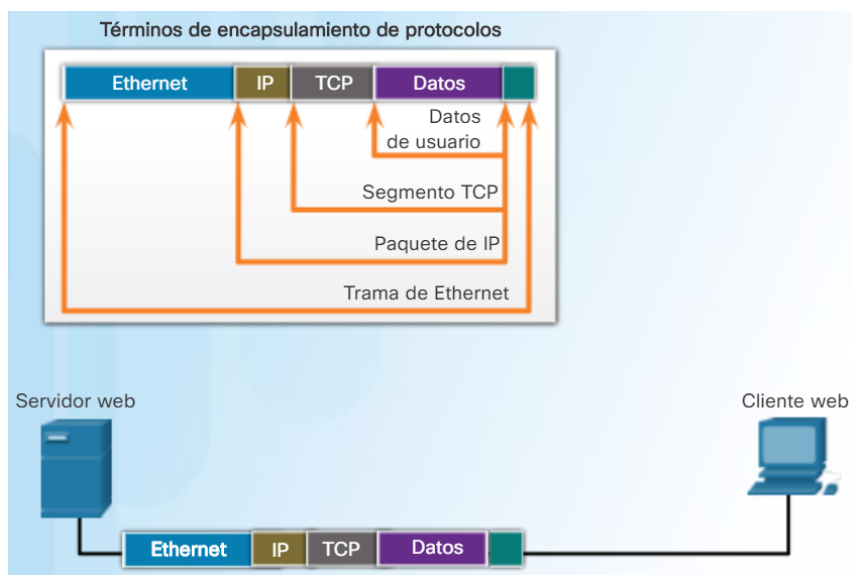 Términos de encapsulamiento de protocolos
Ethernet IP TCP Datos
Datos
de usuario
Segmento TCP
Paquete de IP
Trama de Ethernet
Servidor web
Cliente web
Ethernet IP TCP Datos